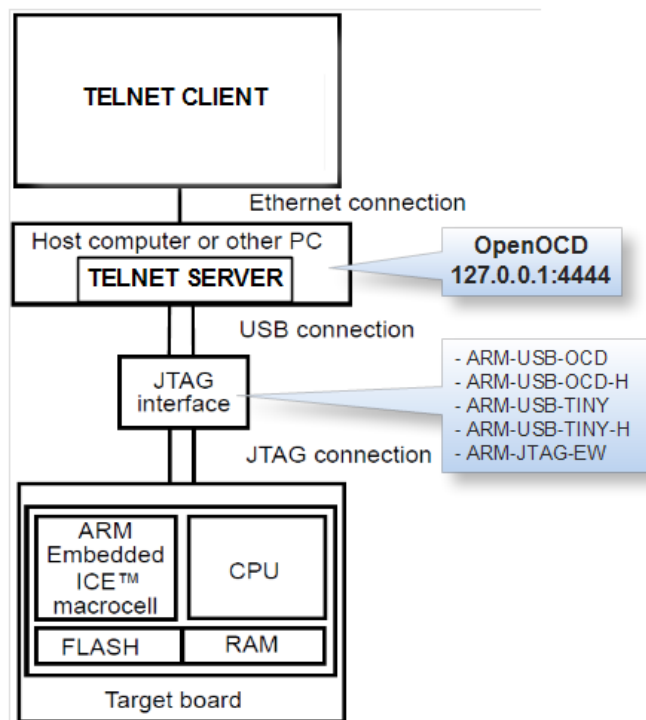 TELNET CLIENT
Ethernet connection
Host computer or other PC
TELNET SERVER
OpenOCD
127.0.0.1:4444
USB connection
JTAG
interface
- ARM-USB-OCD
- ARM-USB-OCD-H
- ARM-USB-TINY
- ARM-USB-TINY-H
- ARM-JTAG-EW
JTAG connection
ARM
Embedded
ICE™
macrocell
CPU
FLASH
RAM
Target board